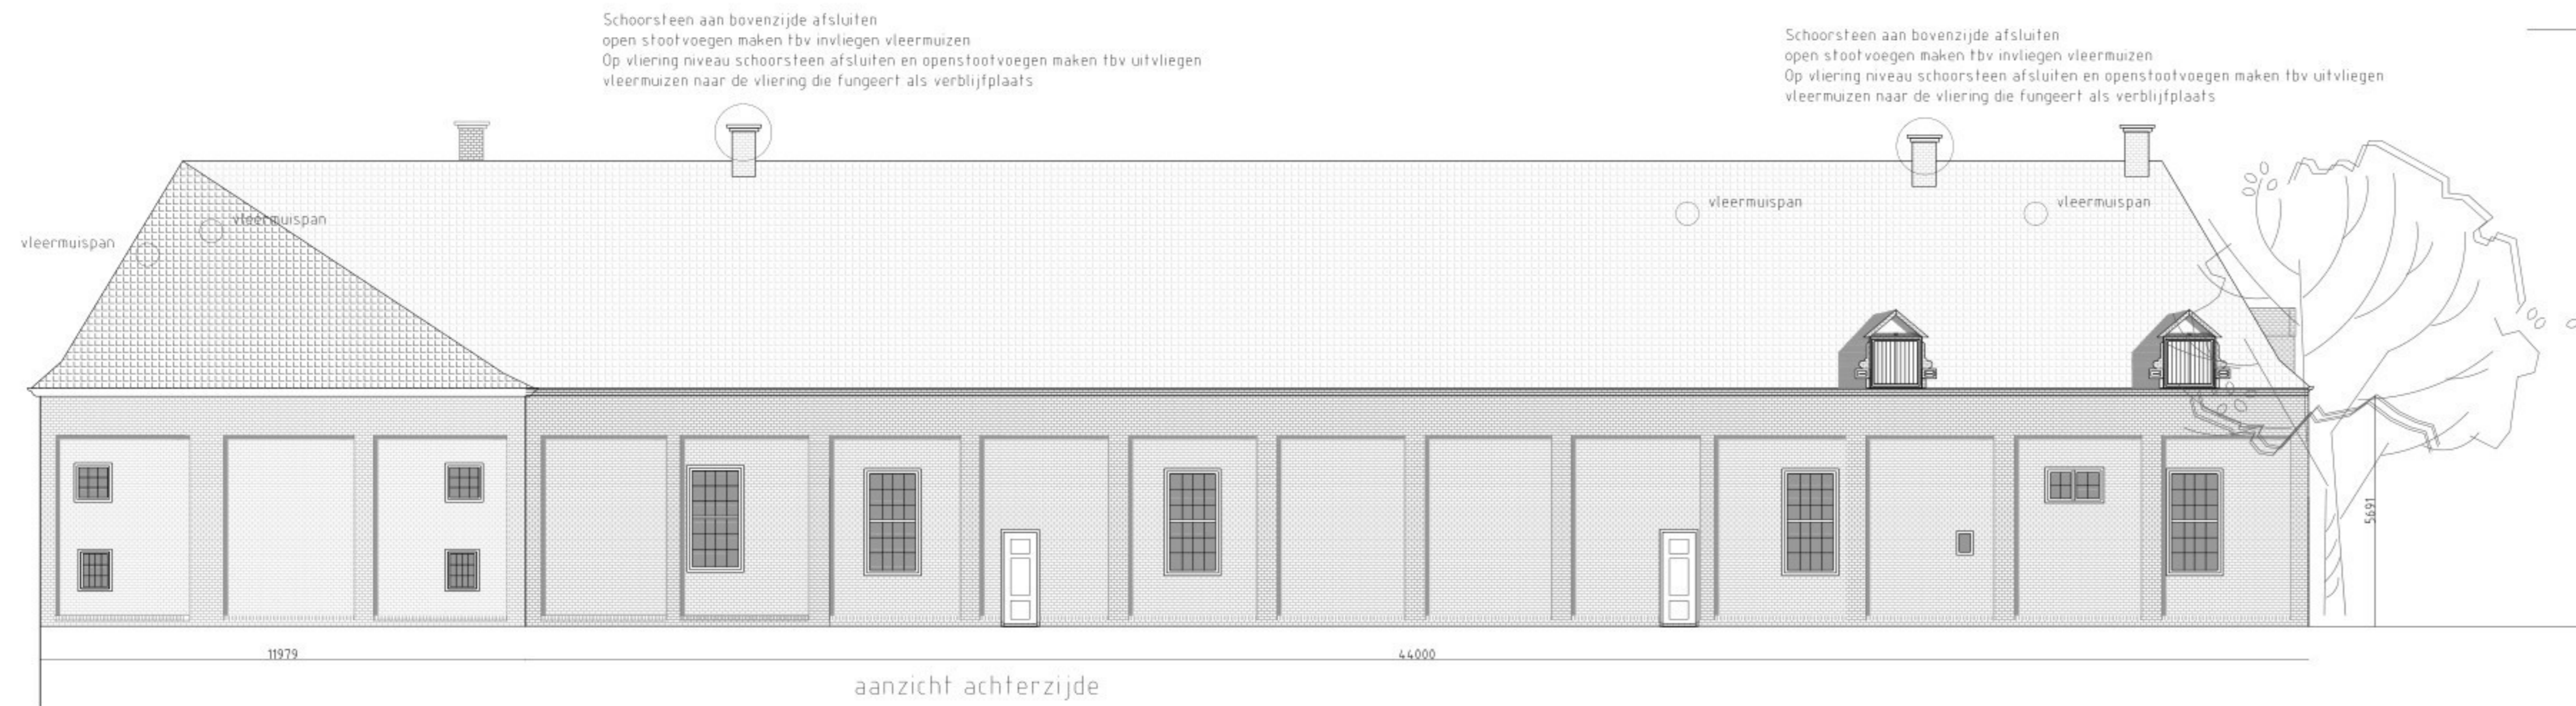 Schoorsteen aan bovenzijde afsluiten
open stootvoegen maken tbv invliegen vleermuizen
Op vliering niveau schoorsteen afsluiten en openstootvoegen maken tbv uitvliegen
vleermuizen naar de vliering die fungeert als verblijfplaats
Schoorsteen aan bovenzijde afsluiten
open stootvoegen maken tbv invliegen vleermuizen
Op vliering niveau schoorsteen afsluiten en openstootvoegen maken tbv uitvliegen
vleermuizen naar de vliering die fungeert als verblijfplaats
vleermuispan
vleermuispan
vleermuispan
vleermuispan
5691
11979
44000
aanzicht achterzijde